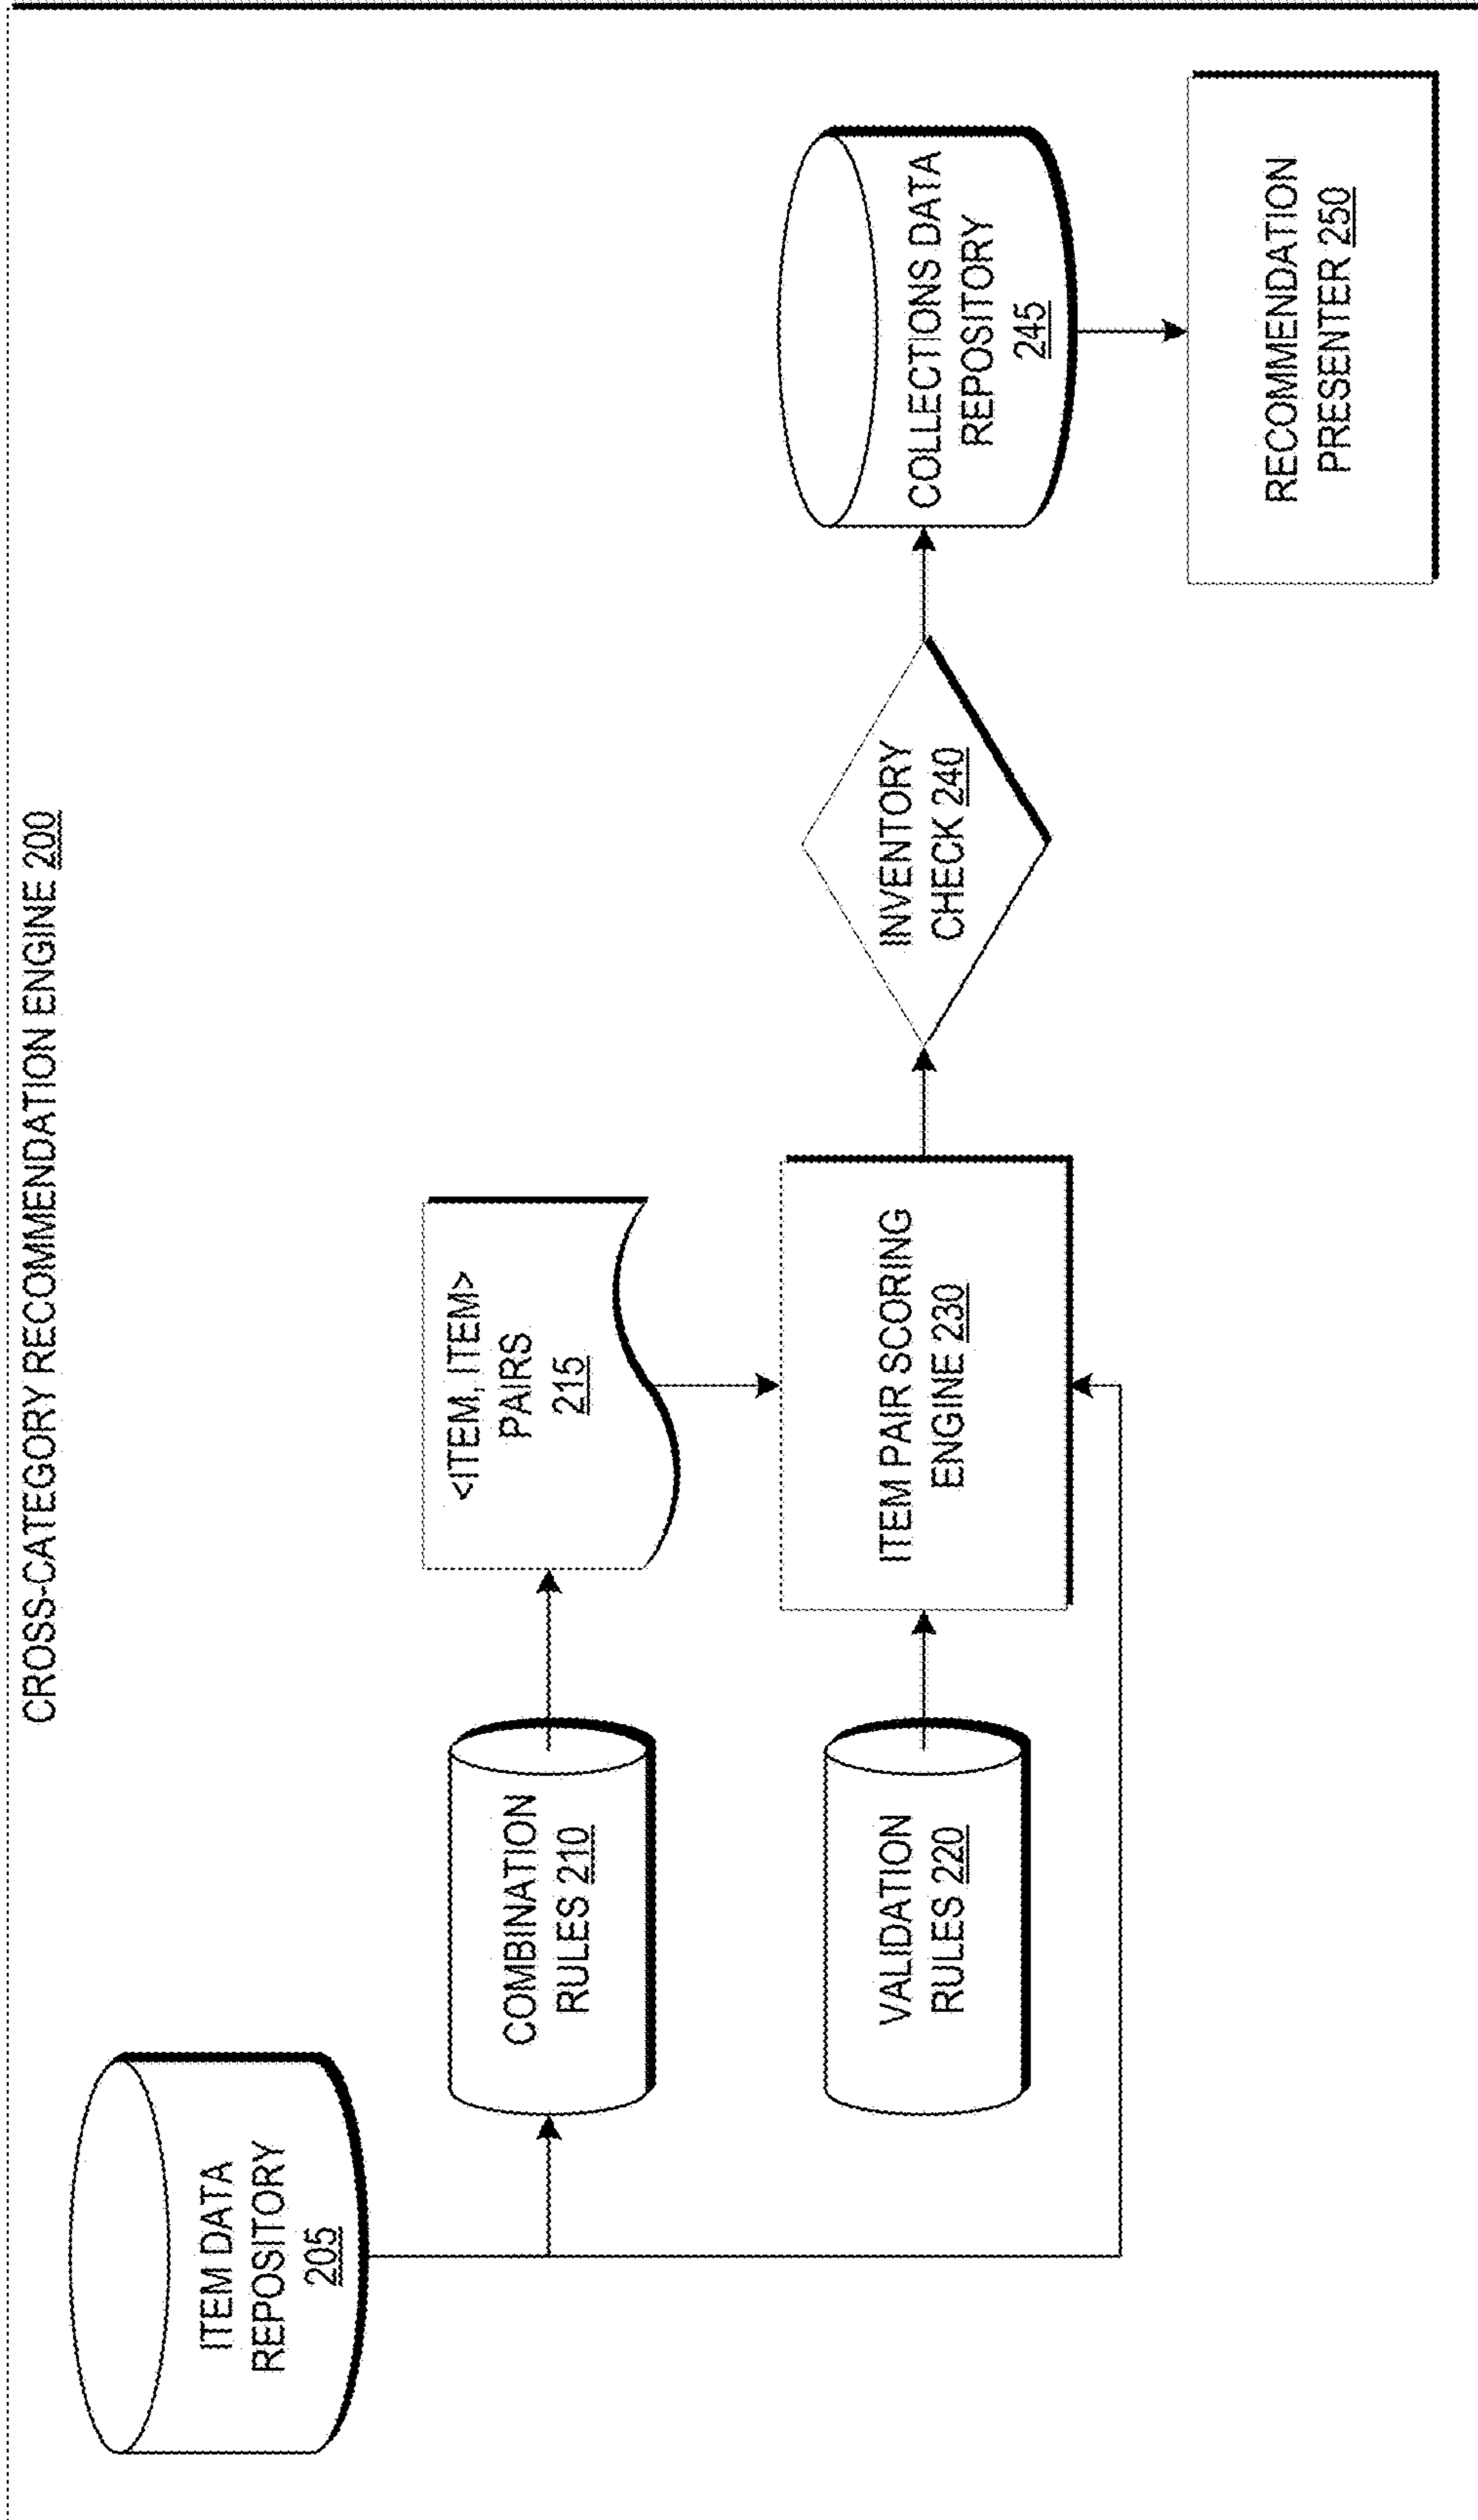 CROSS-CATEGORY RECOMMENDATION ENGINE 200
ITEM DATA
REPOSITORY
205
COMBINATION
RULES 210
<ITEM, ITEM>
PAIRS
215
VALIDATION
RULES 220
ITEM PAIR SCORING
ENGINE 230
INVENTORY
CHECK 240
COLLECTIONS DATA
REPOSITORY
245
RECOMMENDATION
PRESENTER 250